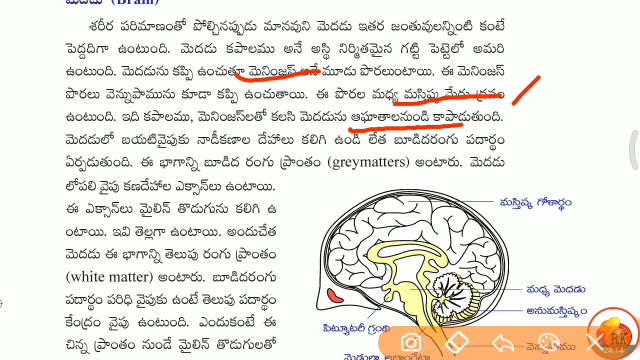 మెదడు (Brain)
శరీర పరిమాణంతో పోల్చినప్పుడు మానవుని మెదడు ఇతర జంతువులన్నింటి కంటే
పెద్దదిగా ఉంటుంది. మెదడు కపాలము అనే అస్థి నిర్మితమైన గట్టి పెట్టెలో అమరి
ఉంటుంది. మెదడును కప్పి ఉంచుతూ మెనింజస్ అనే మూడు పొరలుంటాయి. ఈ మెనింజస్
పొరలు వెన్నుపామును కూడా కప్పి ఉంచుతాయి. ఈ పొరల మధ్య మస్తిష్క మేరు ద్రవం
ఉంటుంది. ఇది కపాలము, మెనింజస్‌లతో కలసి మెదడును ఆఘాతాలనుండి కాపాడుతుంది.
మెదడులో బయటివైపుకు నాడీకణాల దేహాలు కలిగి ఉండి లేత బూడిదరంగు పదార్థం
ఏర్పడుతుంది. ఈ భాగాన్ని బూడిద రంగు ప్రాంతం (greymatters) అంటారు. మెదడు
లోపలి వైపు కణదేహాల ఎక్సాన్‌లు ఉంటాయి.
ఈ ఎక్సాన్‌లు మైలిన్ తొడుగును కలిగి ఉ
ంటాయి. ఇవి తెల్లగా ఉంటాయి. అందుచేత
మెదడు ఈ భాగాన్ని తెలుపు రంగు ప్రాంతం
(white matter) అంటారు. బూడిదరంగు
పదార్థం పరిధి వైపుకు ఉంటే తెలుపు పదార్థం
కేంద్రం వైపు ఉంటుంది. ఎందుకంటే ఈ
చిన్న ప్రాంతం నుండే మైలిన్ తొడుగులతో
మస్తిష్క గోళార్థం
మధ్య మెదడు
అనుమస్తిష్కం
వెన్నుపాము
పిట్యూటరీ గ్రంథి
మెడుల్లా అబ్లాంగేటా